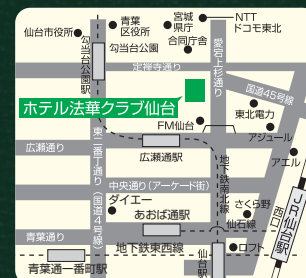 仙台市役所
青葉
区役所
宮城
県庁
NTT
ドコモ東北
合同庁舎
勾当台公園
勾当台公園駅
愛宕上杉通り
定禅寺通り
国道45号線
ホテル法華クラブ仙台
東北電力
FM仙台
アジュール
東二番丁通り(国道4号線)
広瀬通り
広瀬通駅
地下鉄南北線
アエル
中央通り(アーケード街)
ダイエー
さくら野
あおば通駅
仙石線
JR仙台駅
西口
青葉通り
地下鉄東西線
仙台駅
ロフト
青葉通一番町駅